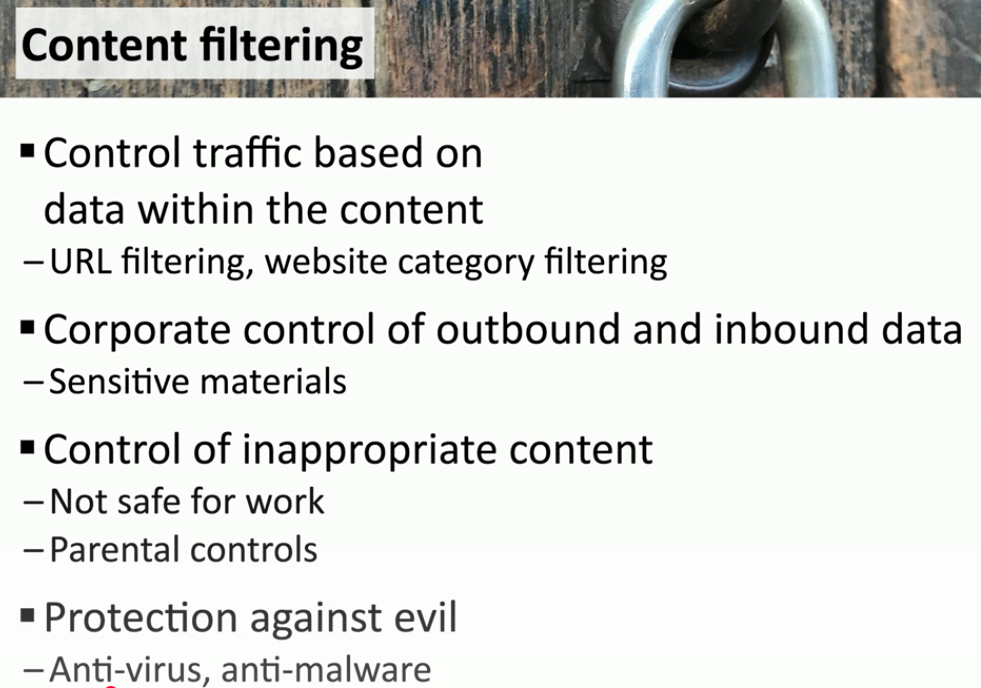 Content filtering
▪ Control traffic based on
data within the content
– URL filtering, website category filtering
▪ Corporate control of outbound and inbound data
– Sensitive materials
▪ Control of inappropriate content
– Not safe for work
– Parental controls
▪ Protection against evil
– Anti-virus, anti-malware